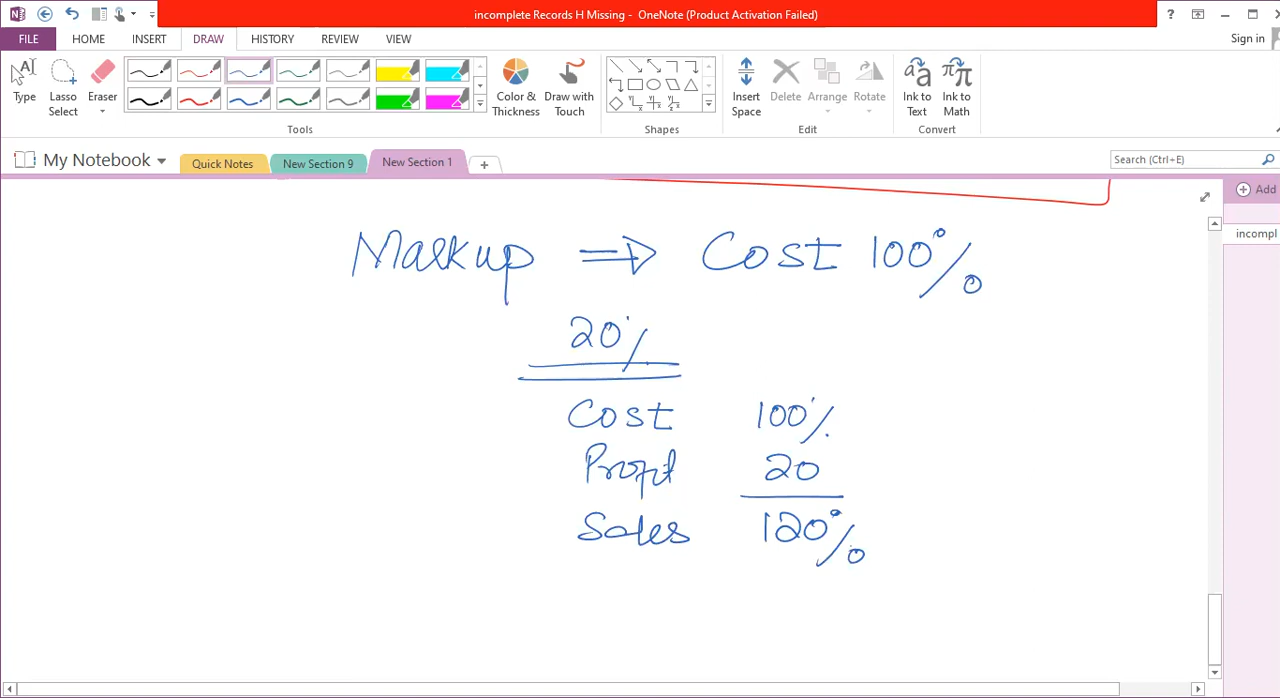 incomplete Records H Missing - OneNote (Product Activation Failed)
FILE HOME INSERT DRAW HISTORY REVIEW VIEW Sign in
Type Lasso Select Eraser Color & Thickness Draw with Touch Insert Space Delete Arrange Rotate Ink to Text Ink to Math
Tools Shapes Edit Convert
My Notebook Quick Notes New Section 9 New Section 1 Search (Ctrl+E)
Add
incompl
Markup ⇒ Cost 100%
20%
Cost 100%
Profit 20
Sales 120%